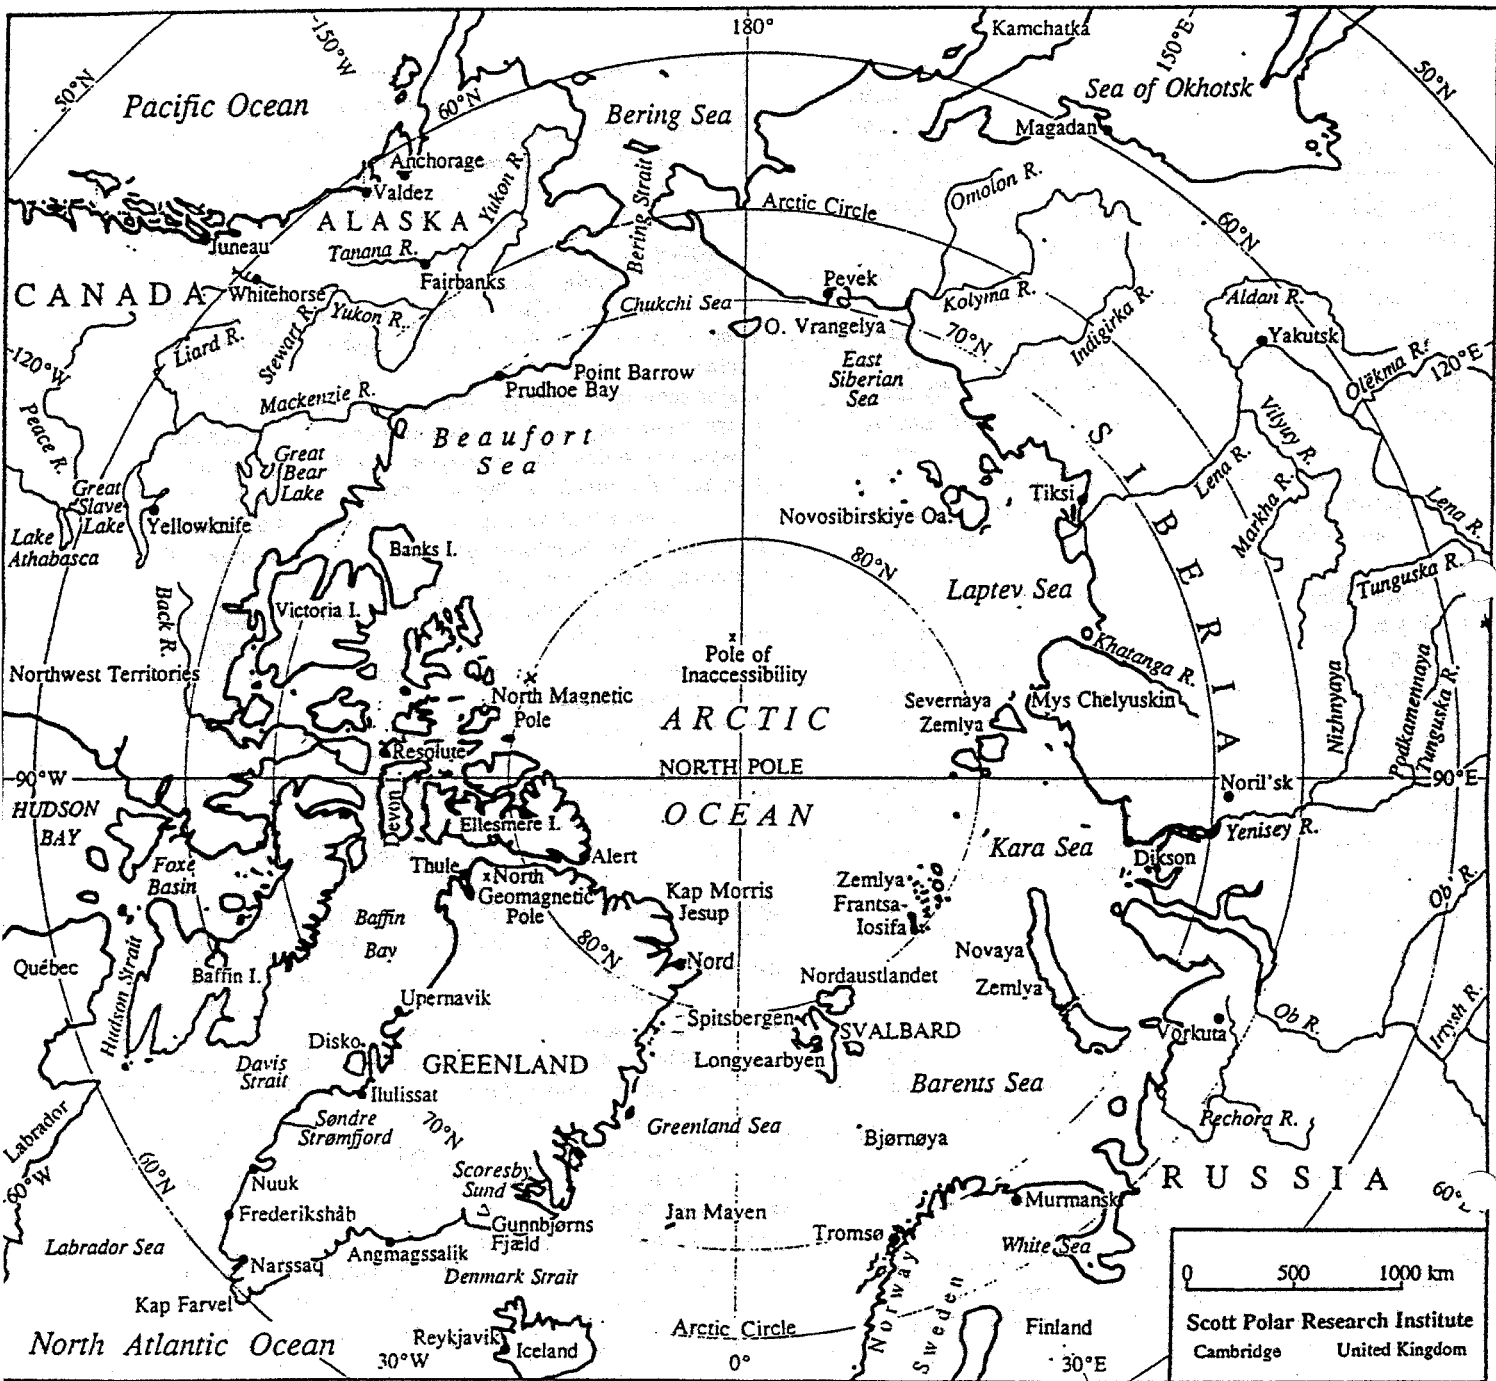 180°
150°W
150°E
Kamchatka
50°N
50°N
Pacific Ocean
60°N
Bering Sea
Sea of Okhotsk
Magadan
Anchorage
Valdez
Yukon R.
Bering Strait
Omolon R.
ALASKA
Arctic Circle
60°N
Juneau
Tanana R.
Fairbanks
CANADA
Whitehorse
Yukon R.
Stewart R.
Liard R.
Chukchi Sea
Pevek
O. Vrangelya
Kolyma R.
70°N
Indigirka R.
Aldan R.
Yakutsk
Olëkma R.
120°E
120°W
East
Siberian
Sea
Point Barrow
Prudhoe Bay
Mackenzie R.
Peace R.
Beaufort
Sea
Great
Bear
Lake
Great
Slave
Lake
Yellowknife
Lake
Athabasca
SIBERIA
Vilyuy R.
Lena R.
Markha R.
Lena R.
Tiksi
Novosibirskiye Oa.
Banks I.
80°N
Laptev Sea
Tunguska R.
Victoria I.
Back R.
Khatanga R.
Pole of
Inaccessibility
Northwest Territories
North Magnetic
Pole
Severnaya
Zemlya
Mys Chelyuskin
Nizhnyaya
Podkamennaya
Tunguska R.
ARCTIC
Resolute
90°W
NORTH POLE
90°E
Noril'sk
HUDSON
BAY
OCEAN
Devon I.
Ellesmere I.
Yenisey R.
Kara Sea
Dikson
Foxe
Basin
Thule
Alert
North
Geomagnetic
Pole
Kap Morris
Jesup
Zemlya
Frantsa-
Iosifa
Ob' R.
Baffin
Bay
80°N
Nord
Novaya
Zemlya
Québec
Hudson Strait
Baffin I.
Nordaustlandet
Upernavik
Spitsbergen
SVALBARD
Longyearbyen
Vorkuta
Ob R.
Irtysh R.
Disko
Davis
Strait
GREENLAND
Barents Sea
Ilulissat
Labrador
Søndre
Strømfjord
70°N
Greenland Sea
Bjørnøya
Pechora R.
60°W
60°N
Scoresby
Sund
RUSSIA
60°
Nuuk
Murmansk
Frederikshåb
Gunnbjørns
Fjæld
Jan Mayen
Tromsø
White Sea
Labrador Sea
Angmagssalik
Narssaq
Denmark Strait
Kap Farvel
Norway
Sweden
Finland
North Atlantic Ocean
Reykjavik
Iceland
Arctic Circle
30°W
0°
30°E
0 500 1000 km
Scott Polar Research Institute
Cambridge United Kingdom